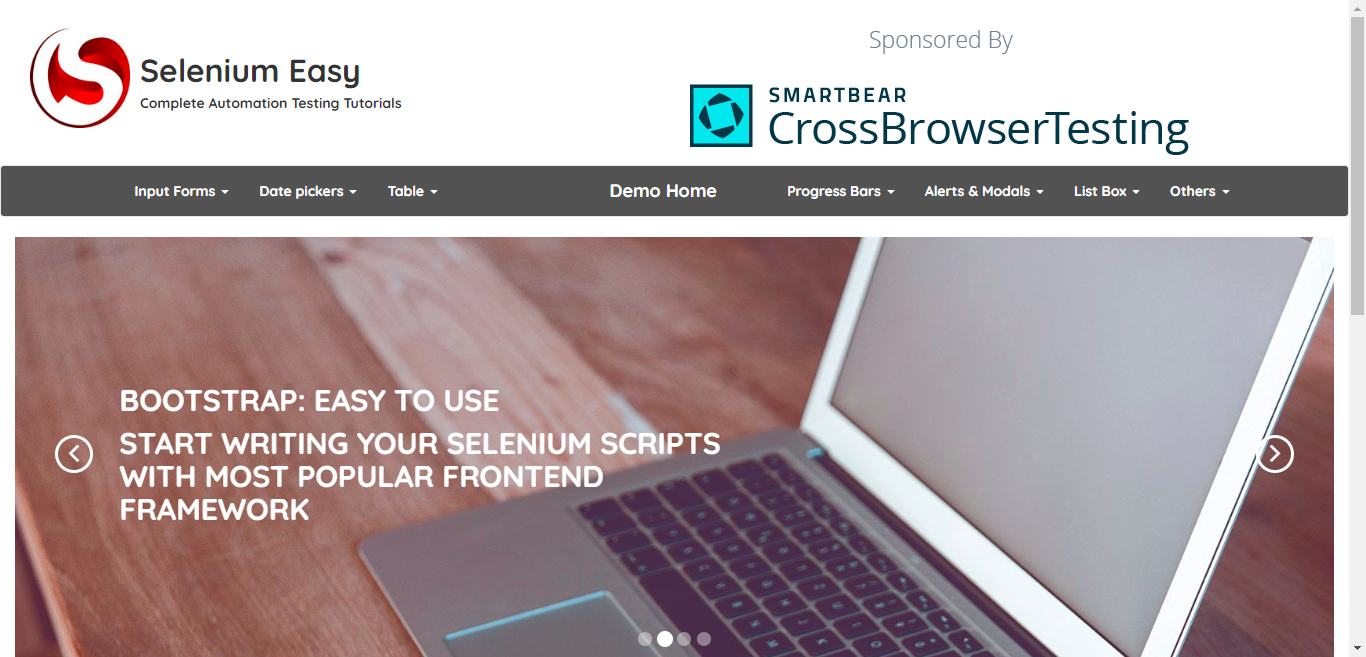 Selenium Easy
Complete Automation Testing Tutorials
Sponsored By
SMARTBEAR
CrossBrowserTesting
Input Forms
Date pickers
Table
Demo Home
Progress Bars
Alerts & Modals
List Box
Others
BOOTSTRAP: EASY TO USE
START WRITING YOUR SELENIUM SCRIPTS
WITH MOST POPULAR FRONTEND
FRAMEWORK